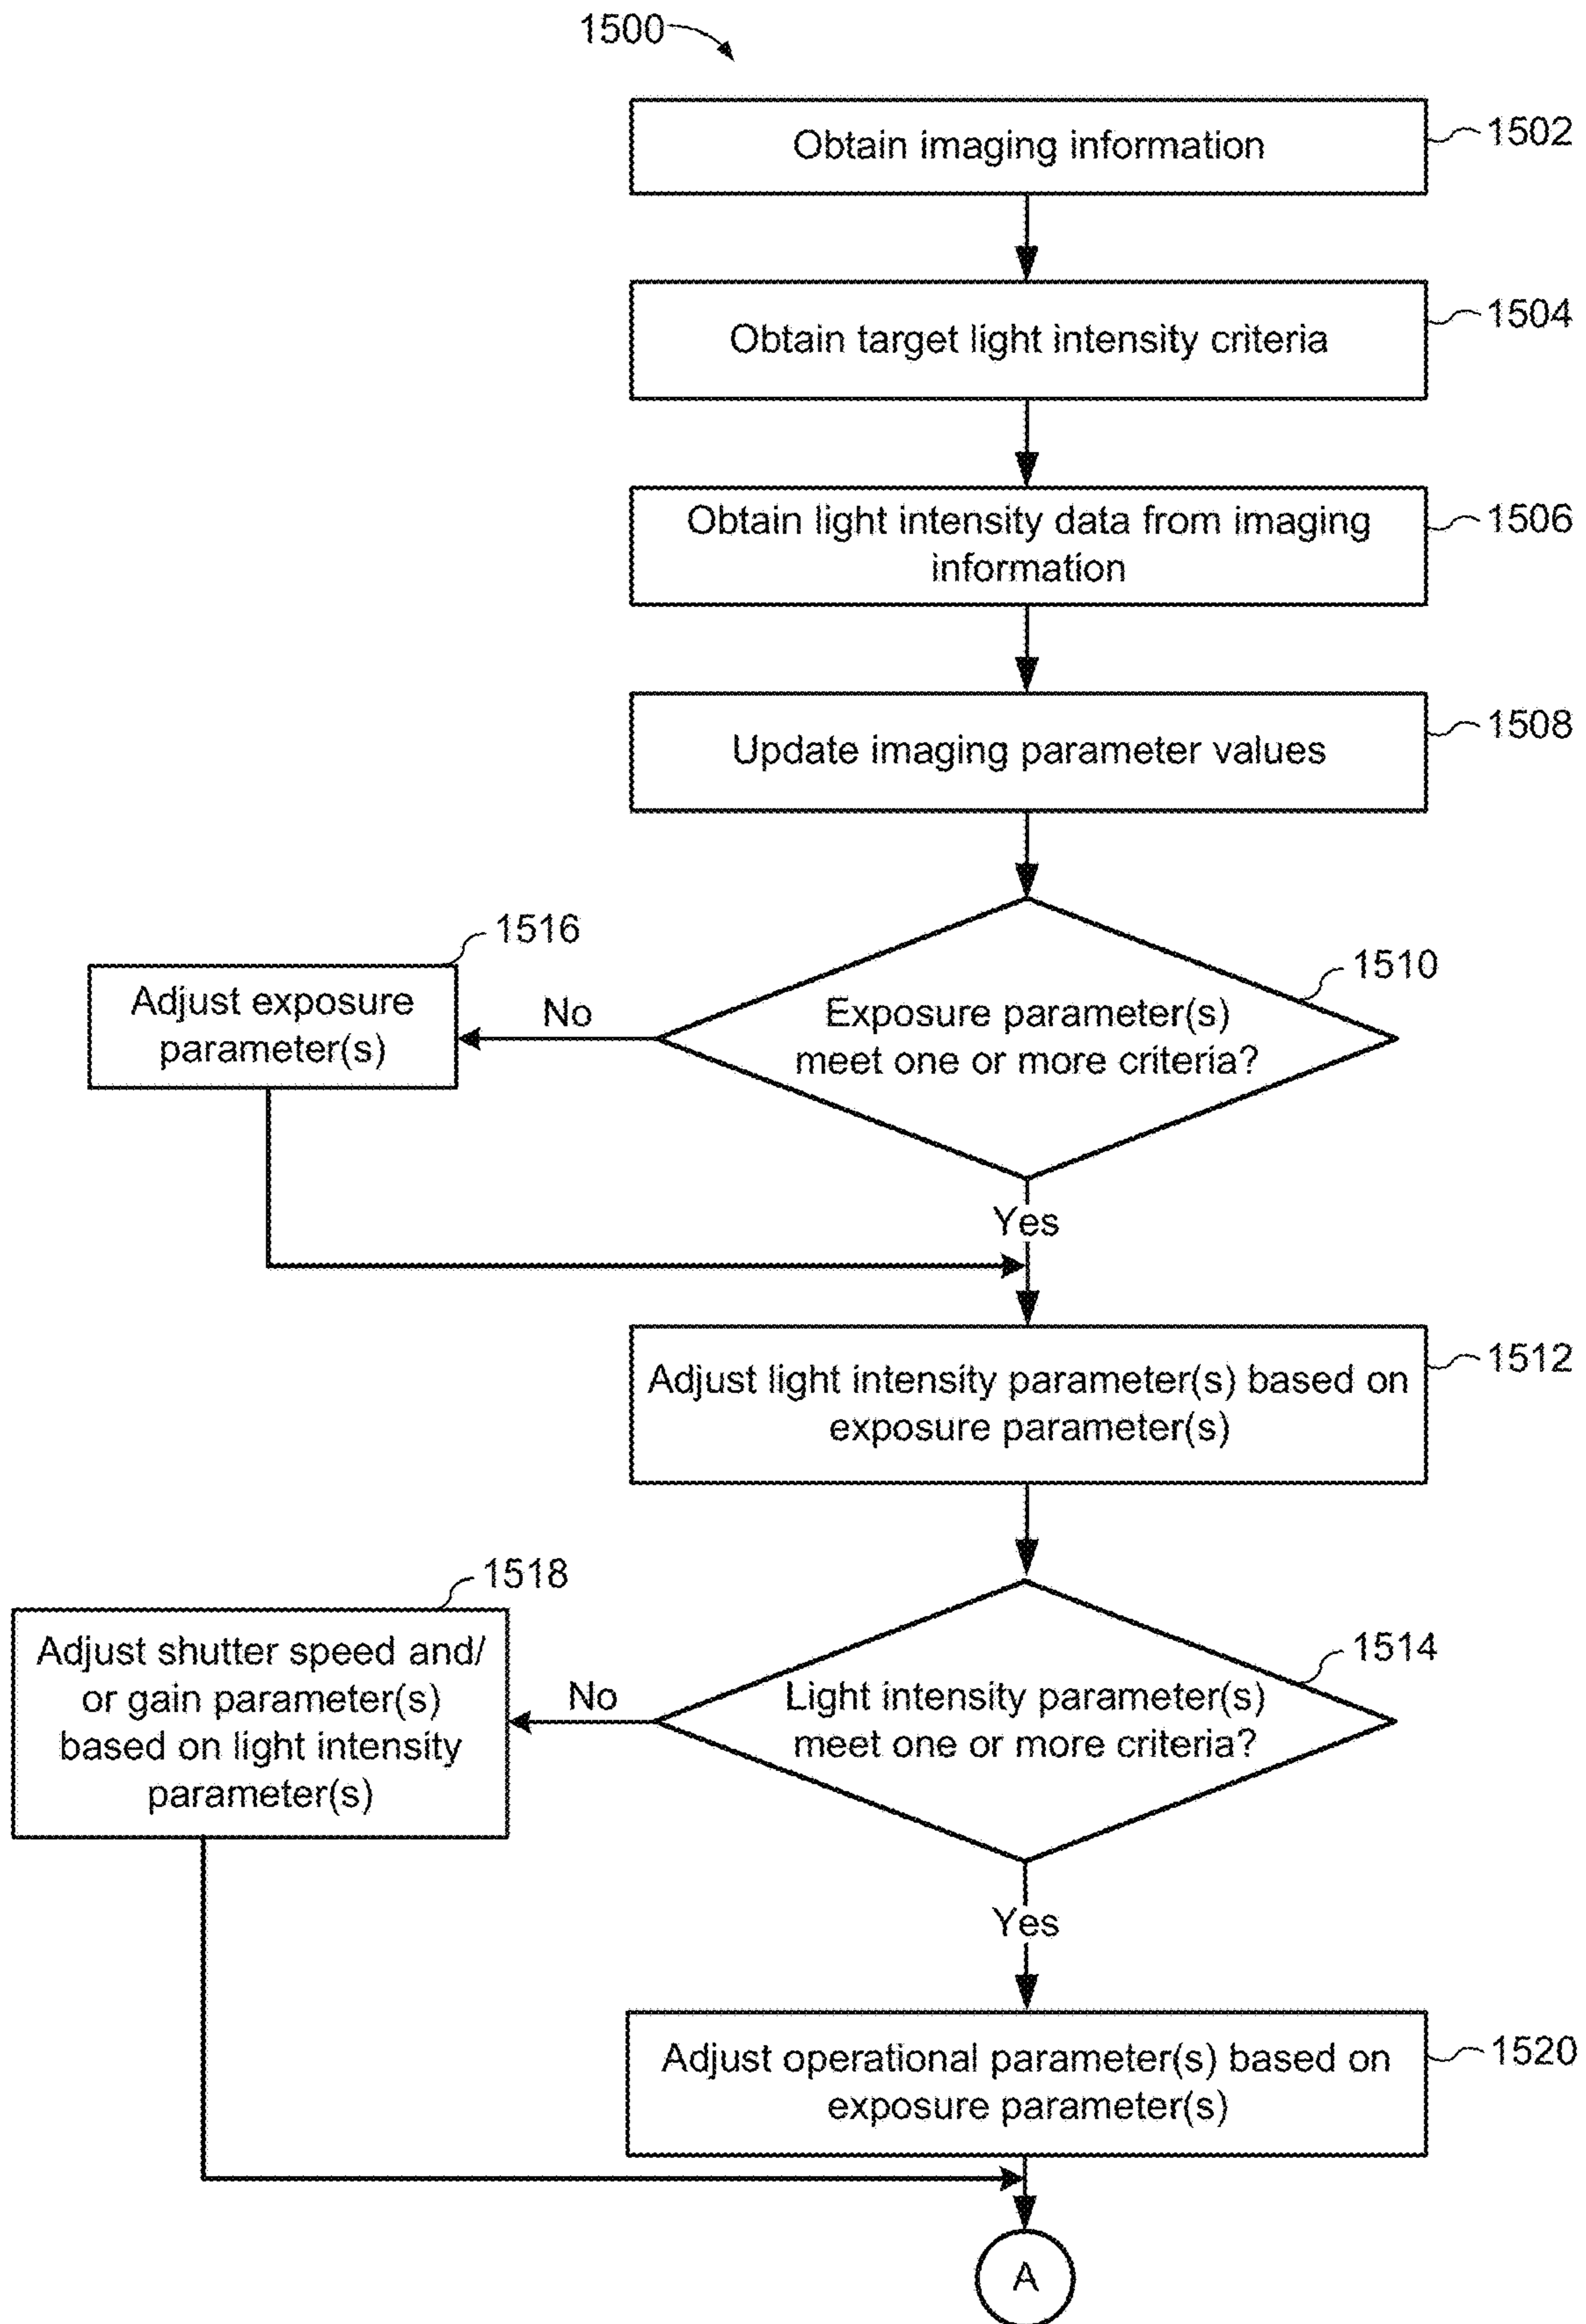 1500
Obtain imaging information
1502
Obtain target light intensity criteria
1504
Obtain light intensity data from imaging
information
1506
Update imaging parameter values
1508
1516
Adjust exposure
parameter(s)
No
Exposure parameter(s)
meet one or more criteria?
1510
Yes
Adjust light intensity parameter(s) based on
exposure parameter(s)
1512
1518
Adjust shutter speed and/
or gain parameter(s)
based on light intensity
parameter(s)
No
Light intensity parameter(s)
meet one or more criteria?
1514
Yes
Adjust operational parameter(s) based on
exposure parameter(s)
1520
A